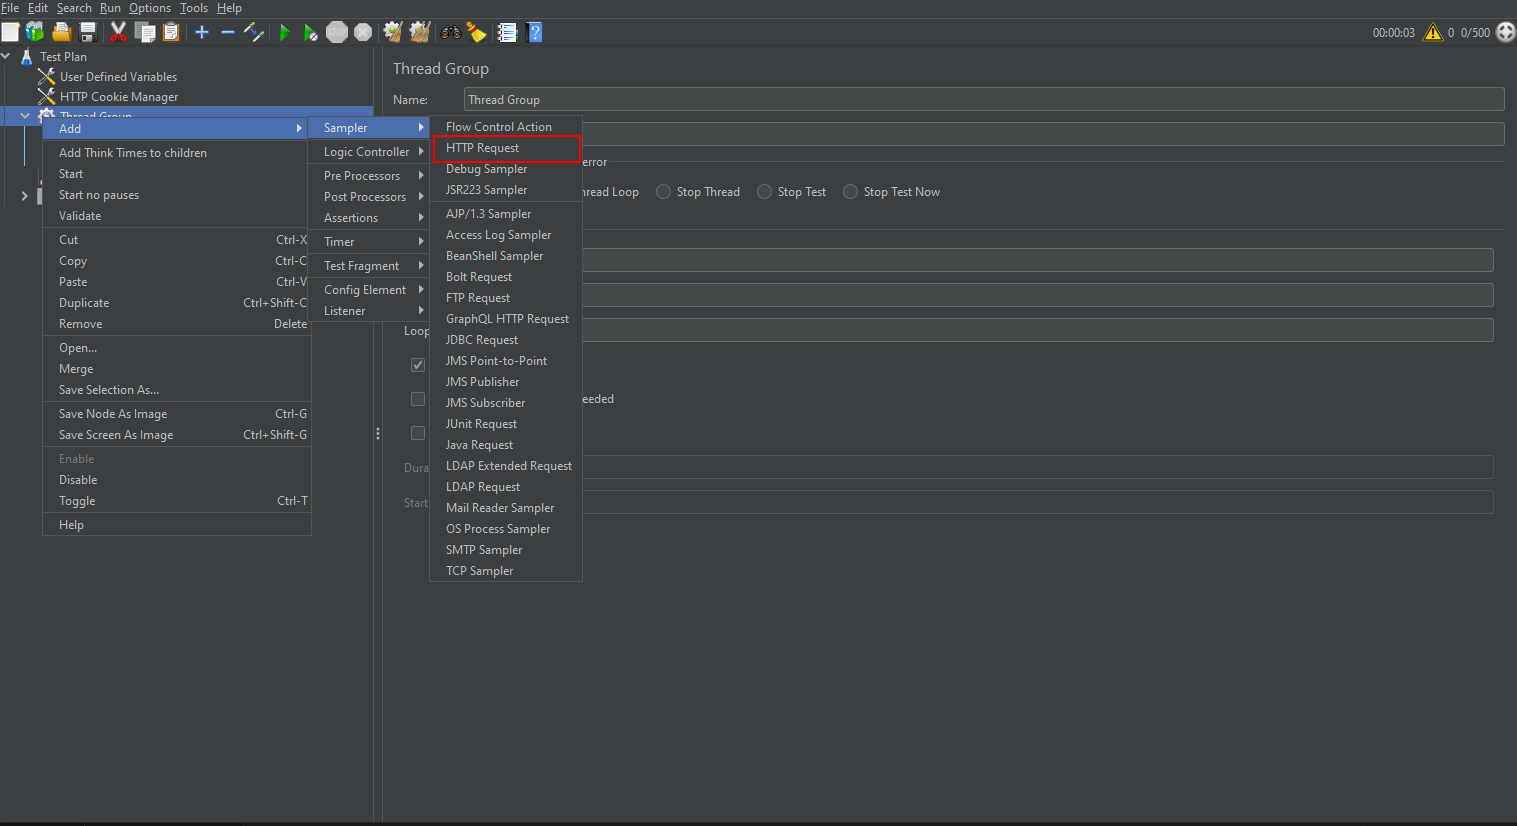 File Edit Search Run Options Tools Help
00:00:03 0 0/500
Test Plan
User Defined Variables
HTTP Cookie Manager
Thread Group
Add
Add Think Times to children
Start
Start no pauses
Validate
Cut Ctrl-X
Copy Ctrl-C
Paste Ctrl-V
Duplicate Ctrl+Shift-C
Remove Delete
Open...
Merge
Save Selection As...
Save Node As Image Ctrl-G
Save Screen As Image Ctrl+Shift-G
Enable
Disable
Toggle Ctrl-T
Help
Sampler
Logic Controller
Pre Processors
Post Processors
Assertions
Timer
Test Fragment
Config Element
Listener
Flow Control Action
HTTP Request
Debug Sampler
JSR223 Sampler
AJP/1.3 Sampler
Access Log Sampler
BeanShell Sampler
Bolt Request
FTP Request
GraphQL HTTP Request
JDBC Request
JMS Point-to-Point
JMS Publisher
JMS Subscriber
JUnit Request
Java Request
LDAP Extended Request
LDAP Request
Mail Reader Sampler
OS Process Sampler
SMTP Sampler
TCP Sampler
Thread Group
Name: Thread Group
error
hread Loop Stop Thread Stop Test Stop Test Now
Loop
eeded
Dura
Start